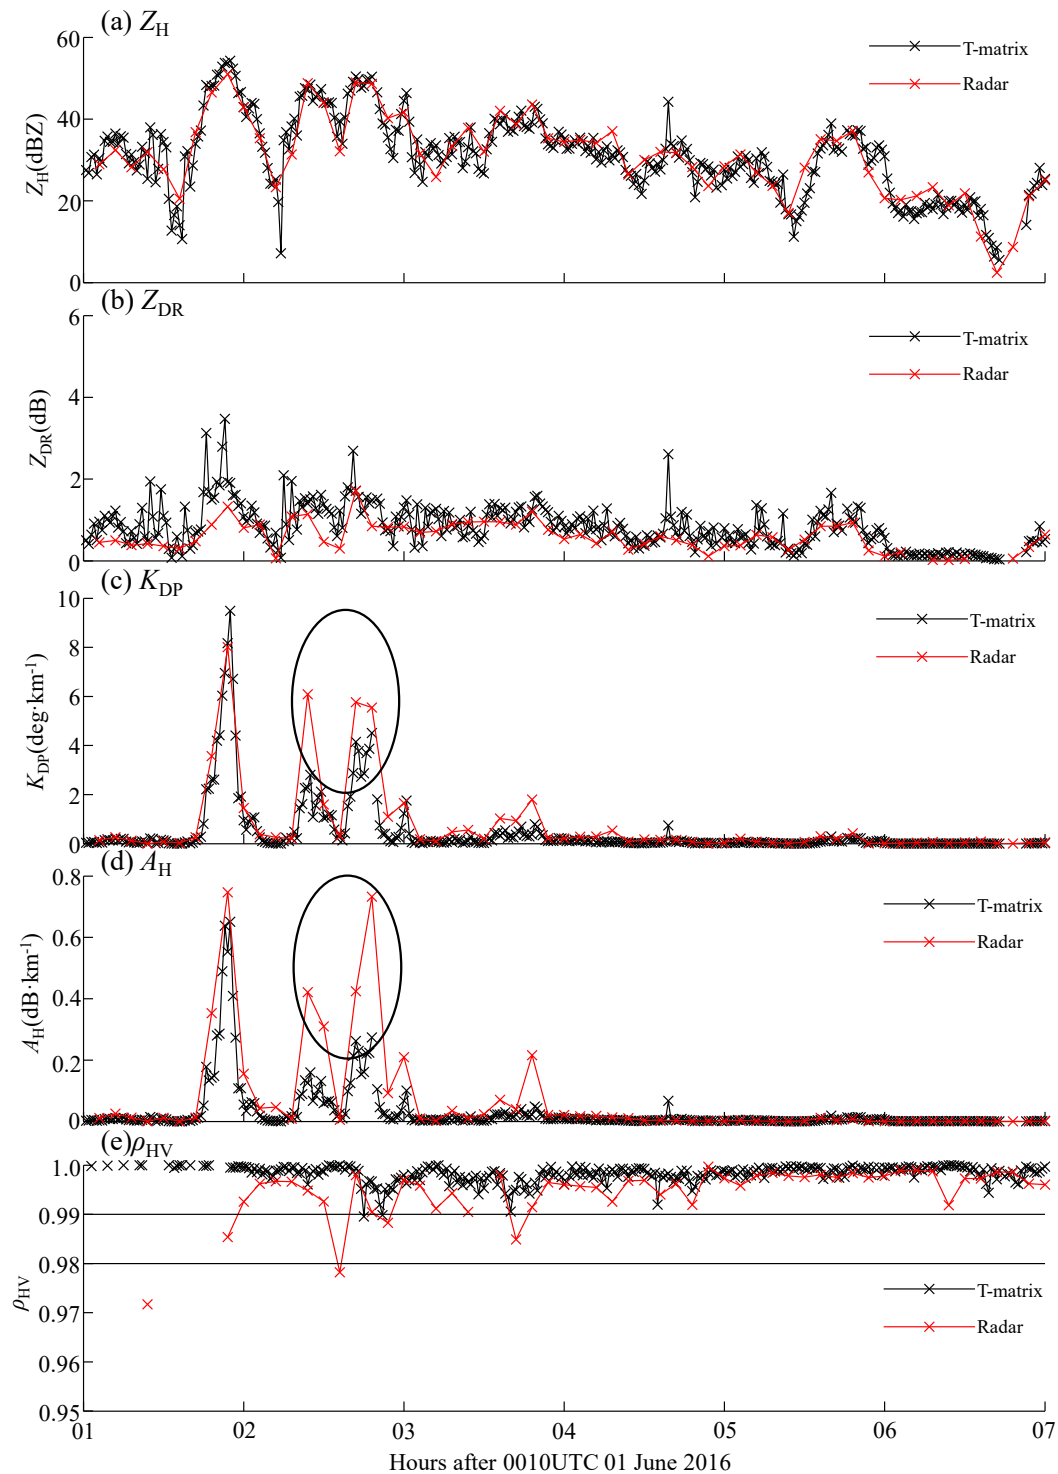 (a) Z_H
60
40
20
0
Z_H(dBZ)
T-matrix
Radar
(b) Z_DR
6
4
2
0
Z_DR(dB)
T-matrix
Radar
(c) K_DP
10
8
6
4
2
0
K_DP(deg·km⁻¹)
T-matrix
Radar
(d) A_H
0.8
0.6
0.4
0.2
0
A_H(dB·km⁻¹)
T-matrix
Radar
(e)ρ_HV
1.0
0.99
0.98
0.97
0.96
0.95
ρ_HV
T-matrix
Radar
01 02 03 04 05 06 07
Hours after 0010UTC 01 June 2016